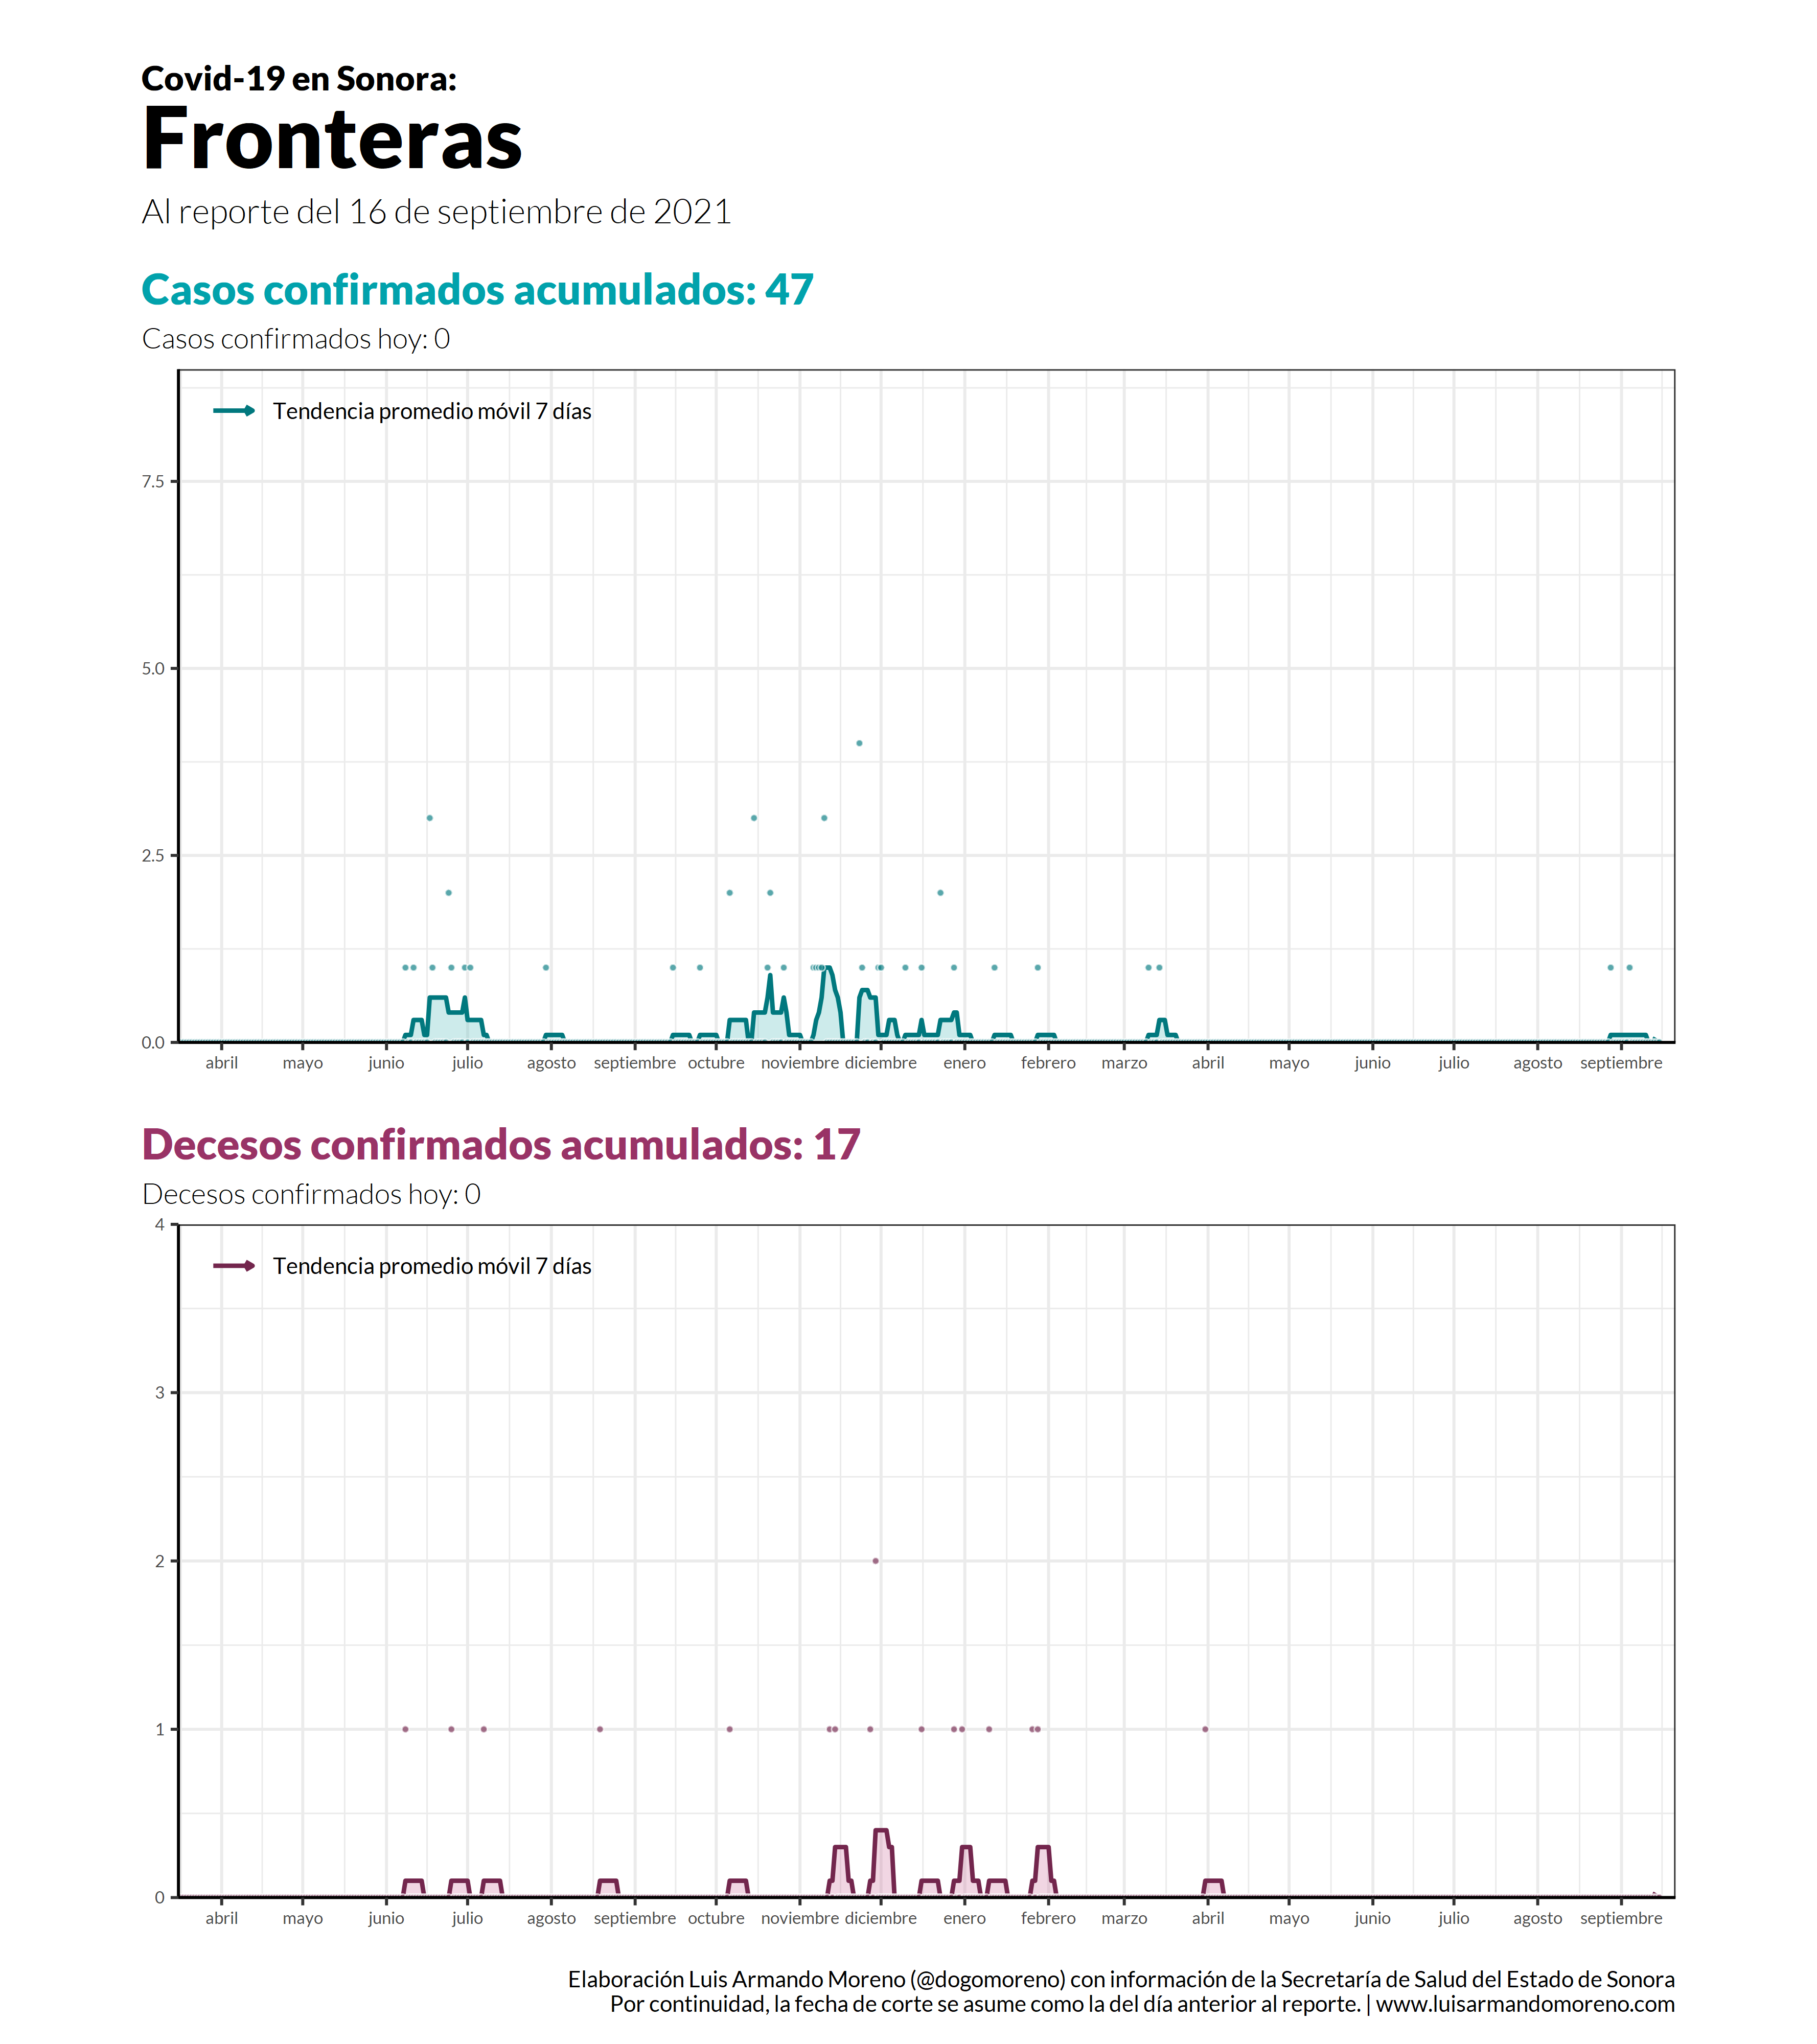 Covid-19 en Sonora:
Fronteras
Al reporte del 16 de septiembre de 2021
Casos confirmados acumulados: 47
Casos confirmados hoy: 0
Tendencia promedio móvil 7 días
7.5
5.0
2.5
0.0
abril mayo junio julio agosto septiembre octubre noviembre diciembre enero febrero marzo abril mayo junio julio agosto septiembre
Decesos confirmados acumulados: 17
Decesos confirmados hoy: 0
4
Tendencia promedio móvil 7 días
3
2
1
0
abril mayo junio julio agosto septiembre octubre noviembre diciembre enero febrero marzo abril mayo junio julio agosto septiembre
Elaboración Luis Armando Moreno (@dogomoreno) con información de la Secretaría de Salud del Estado de Sonora
Por continuidad, la fecha de corte se asume como la del día anterior al reporte. | www.luisarmandomoreno.com